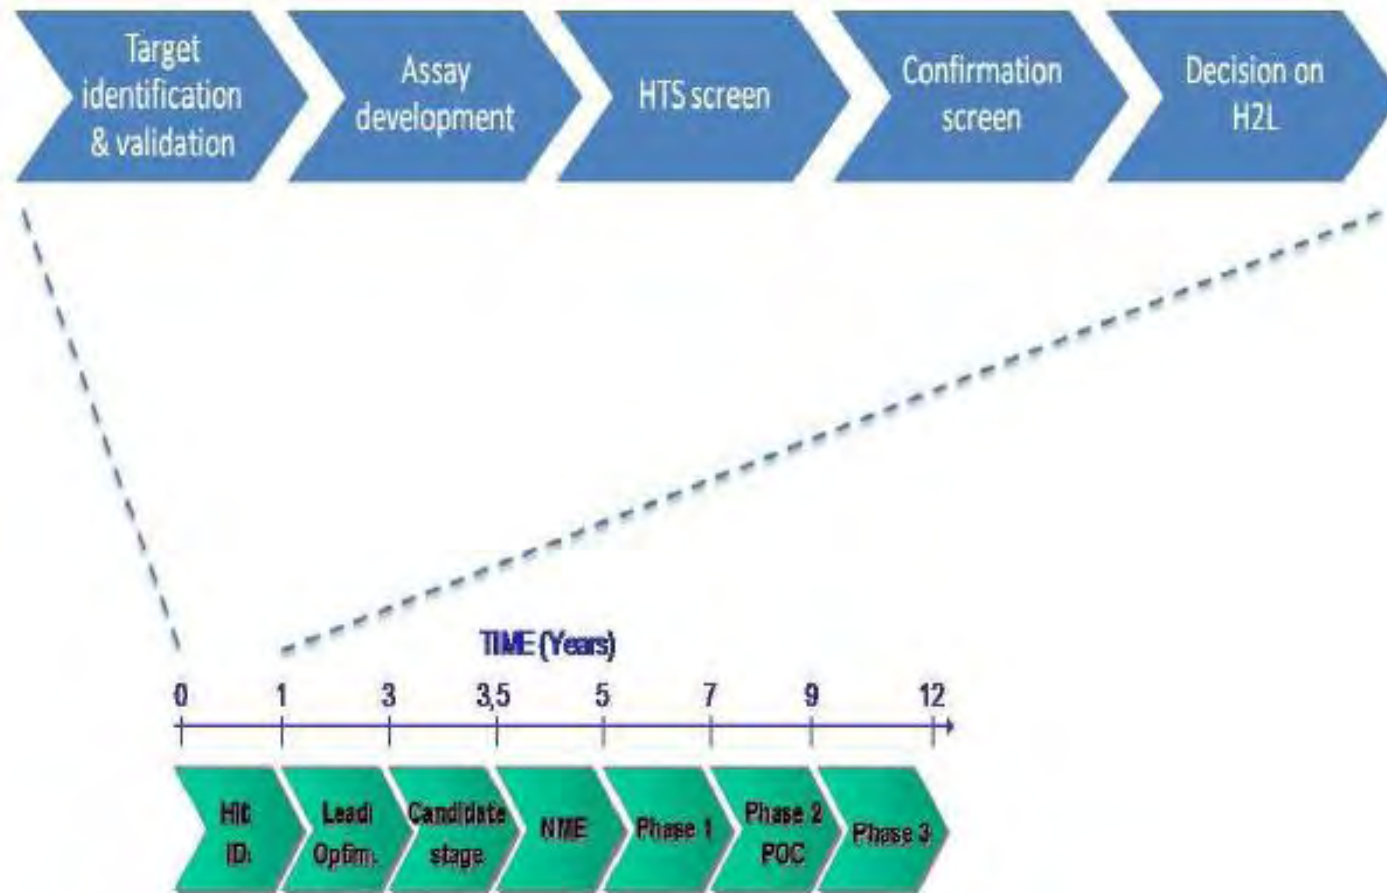 Target
identification
& validation
Assay
development
HTS screen
Confirmation
screen
Decision on
H2L
TIME (Years)
0 1 3 3,5 5 7 9 12
Hit
ID
Lead
Optim.
Candidate
stage
NME
Phase 1
Phase 2
POC
Phase 3